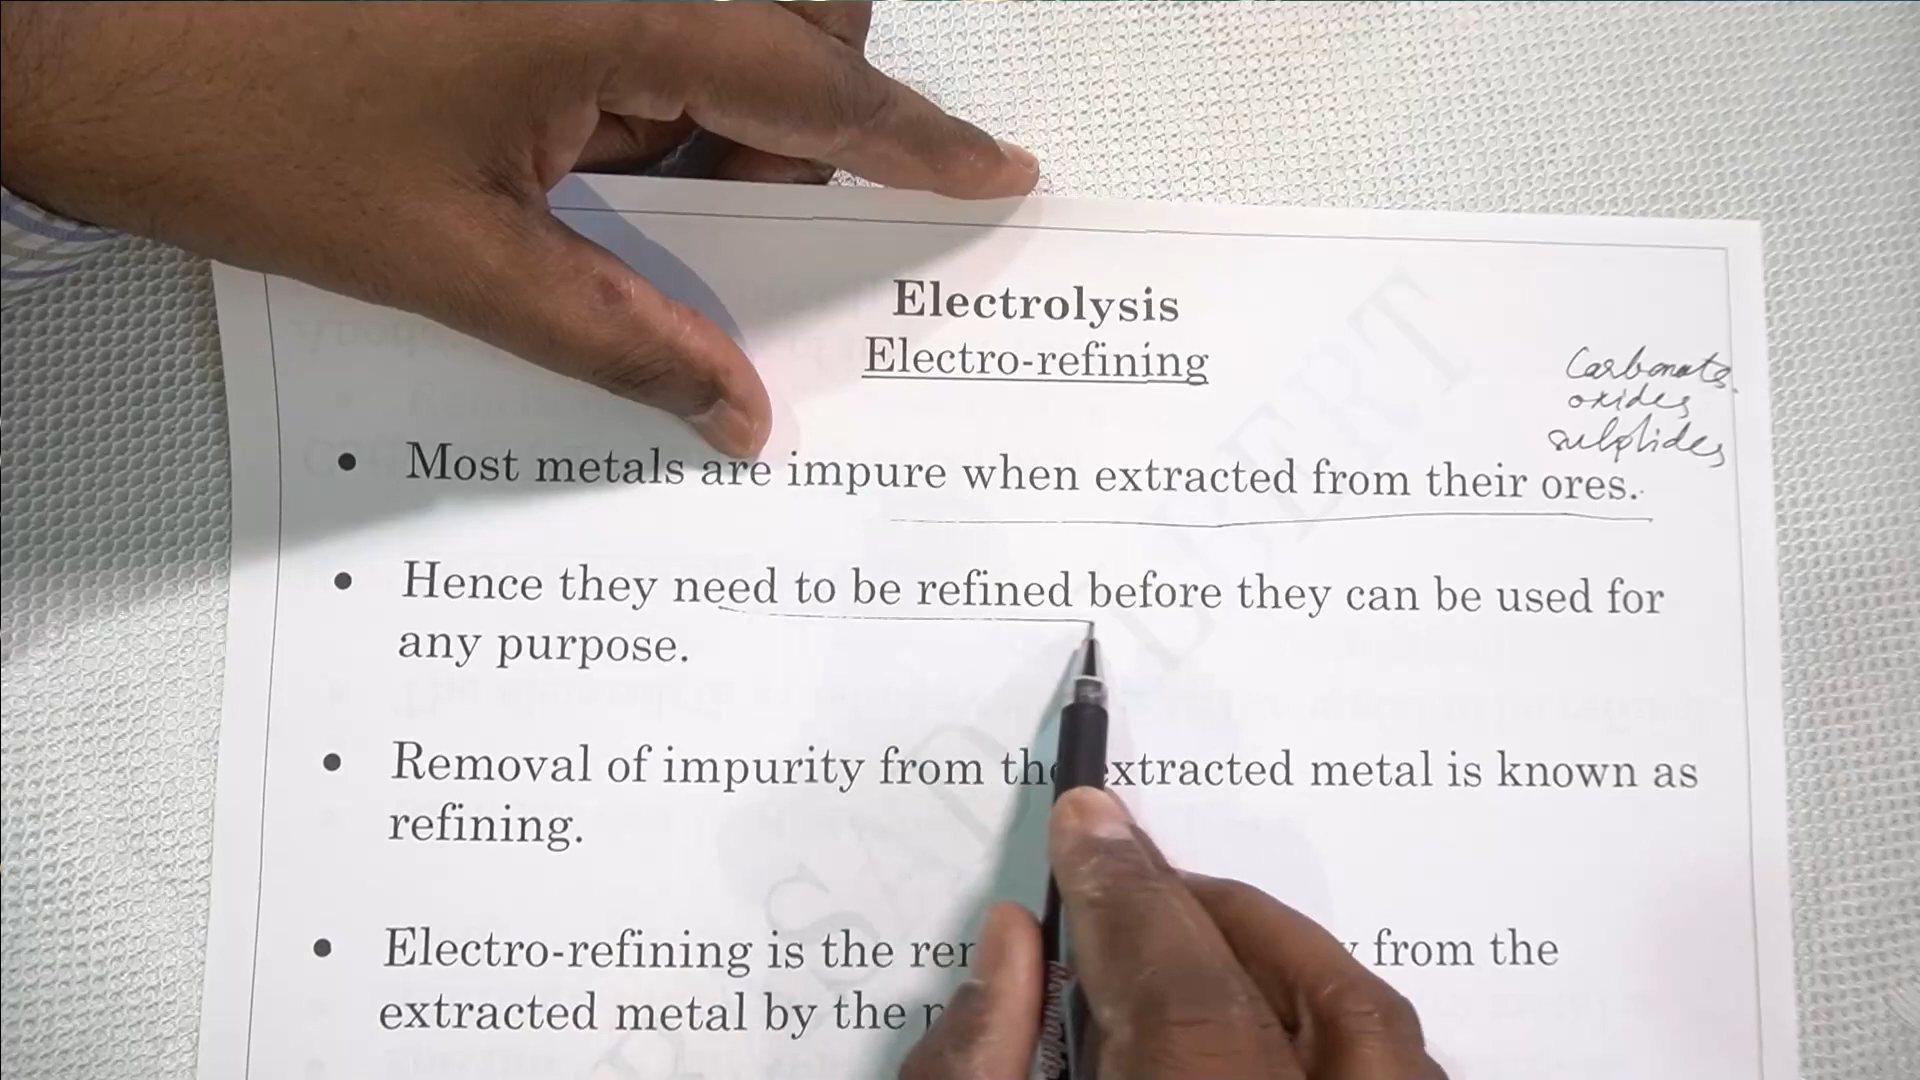 Electrolysis
Electro-refining
Carbonates
oxides
sulphides
• Most metals are impure when extracted from their ores.
• Hence they need to be refined before they can be used for
any purpose.
• Removal of impurity from the extracted metal is known as
refining.
• Electro-refining is the from the
extracted metal by the